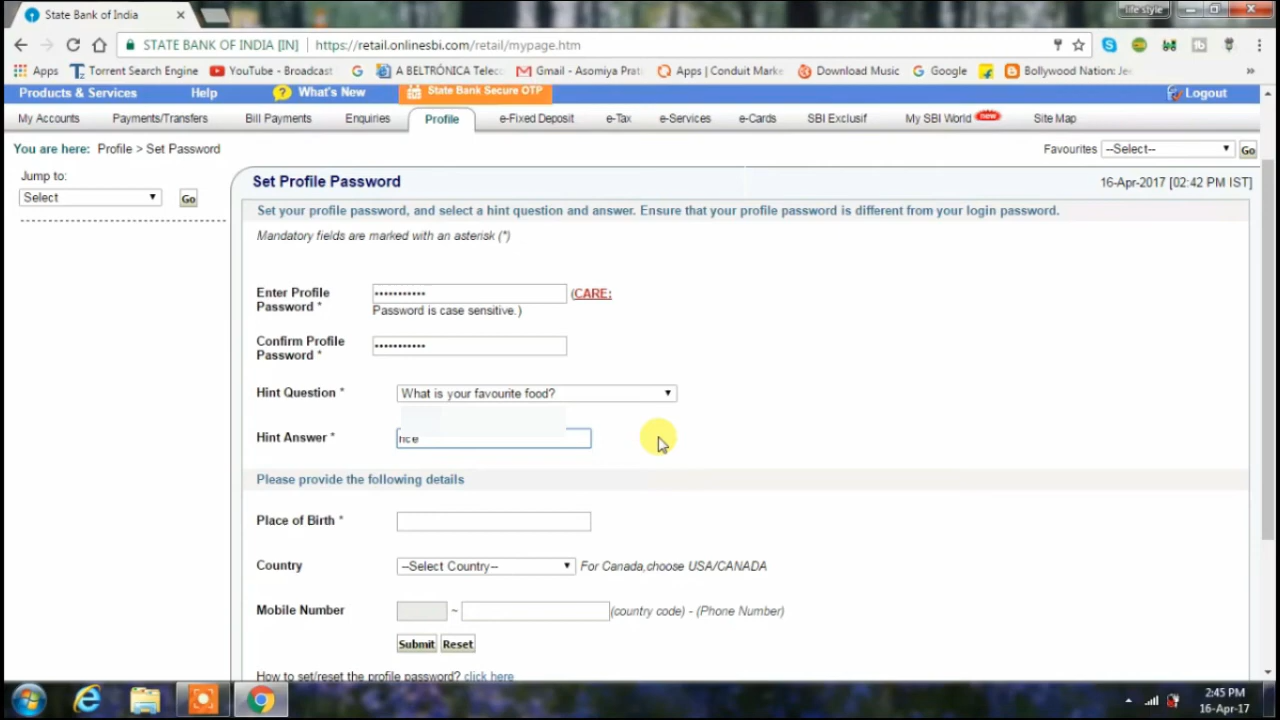 State Bank of India
life style
STATE BANK OF INDIA [IN] https://retail.onlinesbi.com/retail/mypage.htm
Apps Torrent Search Engine YouTube - Broadcast A BELTRÓNICA Telec Gmail - Asomiya Prat Apps | Conduit Marke Download Music Google Bollywood Nation: Je
Products & Services Help What's New State Bank Secure OTP Logout
My Accounts Payments/Transfers Bill Payments Enquiries Profile e-Fixed Deposit e-Tax e-Services e-Cards SBI Exclusif My SBI World new Site Map
You are here: Profile > Set Password Favourites --Select-- Go
Jump to:
Select Go
Set Profile Password 16-Apr-2017 [02:42 PM IST]
Set your profile password, and select a hint question and answer. Ensure that your profile password is different from your login password.
Mandatory fields are marked with an asterisk (*)
Enter Profile Password * ••••••••••• (CARE:
Password is case sensitive.)
Confirm Profile Password * •••••••••••
Hint Question * What is your favourite food?
Hint Answer * rice
Please provide the following details
Place of Birth *
Country --Select Country-- For Canada,choose USA/CANADA
Mobile Number ~ (country code) - (Phone Number)
Submit Reset
How to set/reset the profile password? click here
2:45 PM
16-Apr-17